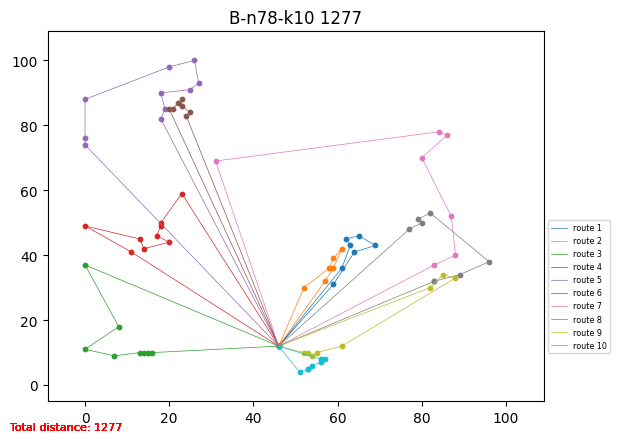 B-n78-k10 1277
100
80
60
40
20
0
0
20
40
60
80
100
route 1
route 2
route 3
route 4
route 5
route 6
route 7
route 8
route 9
route 10
Total distance: 1277